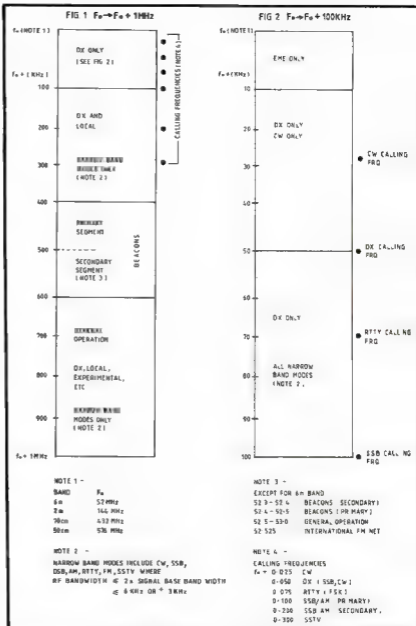 FIG 1 Fo→Fo + 1MHz
fo (NOTE 1)
DX ONLY
(SEE FIG 2)
fo + (KHz)
100
DX AND
LOCAL
200
300
NARROW BAND
(NOTE 2)
400
PRIMARY
SEGMENT
500
SECONDARY
SEGMENT
(NOTE 3)
BEACONS
600
GENERAL
OPERATION
700
DX, LOCAL,
EXPERIMENTAL,
ETC
800
NARROW BAND
MODES ONLY
(NOTE 2)
900
fo + 1MHz
CALLING FREQUENCIES (NOTE 4)
FIG 2 Fo→Fo + 100KHz
fo (NOTE 1)
EME ONLY
fo + (KHz)
10
DX ONLY
CW ONLY
20
30
CW CALLING
FRQ
40
50
DX CALLING
FRQ
60
DX ONLY
70
RTTY CALLING
FRQ
ALL NARROW
BAND MODES
(NOTE 2,
80
90
100
SSB CALLING
FRQ
NOTE 1 -
BAND Fo
6m 52 MHz
2m 144 MHz
70cm 432 MHz
50cm 576 MHz
NOTE 2 -
NARROW BAND MODES INCLUDE CW, SSB,
DSB, AM, RTTY, FM, SSTV WHERE
RF BANDWIDTH ≤ 2x SIGNAL BASE BAND WIDTH
≤ 6 KHz OR + 3KHz
NOTE 3 -
EXCEPT FOR 6m BAND
52 3-52 4 BEACONS SECONDARY)
52 4-52-5 BEACONS (PR MARY)
52 5-53-0 GENERAL OPERATION
52 525 INTERNATIONAL FM NET
NOTE 4 -
CALLING FREQUENCIES
fo + 0-025 CW
0-050 DX (SSB, CW)
0 075 RTTY (FSK)
0-100 SSB/AM PR MARY)
0-200 SSB AM SECONDARY,
0-300 SSTV